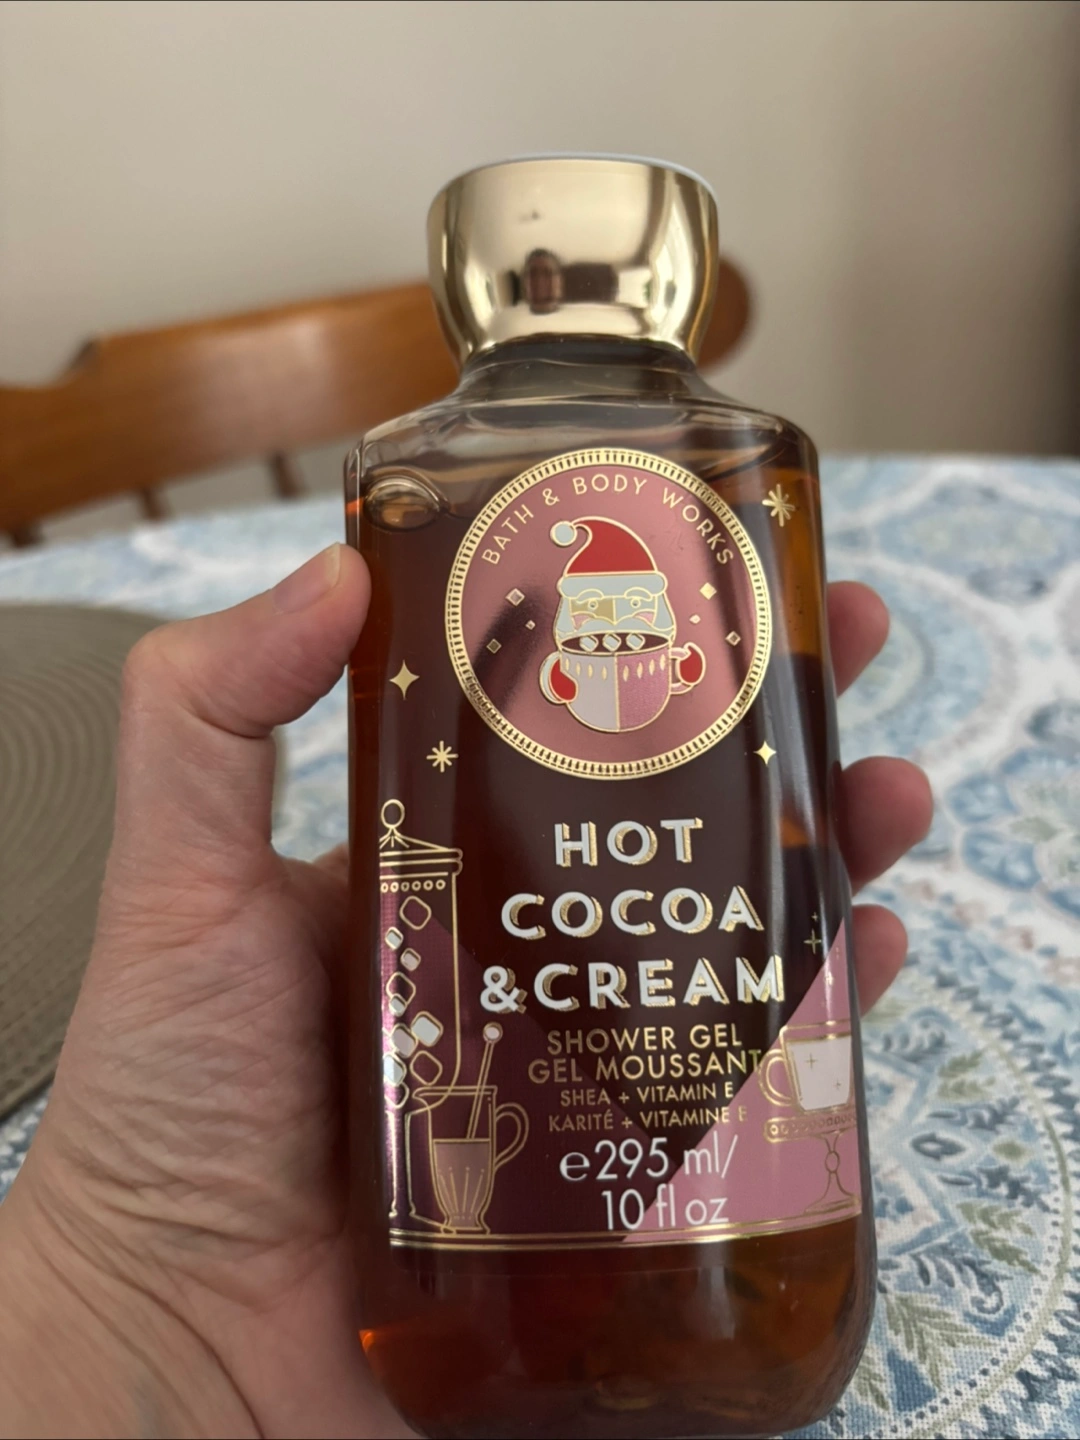 BATH & BODY WORKS
HOT
COCOA
&CREAM
SHOWER GEL
GEL MOUSSANT
SHEA + VITAMIN E
KARITÉ + VITAMINE E
e295 ml/
10 fl oz